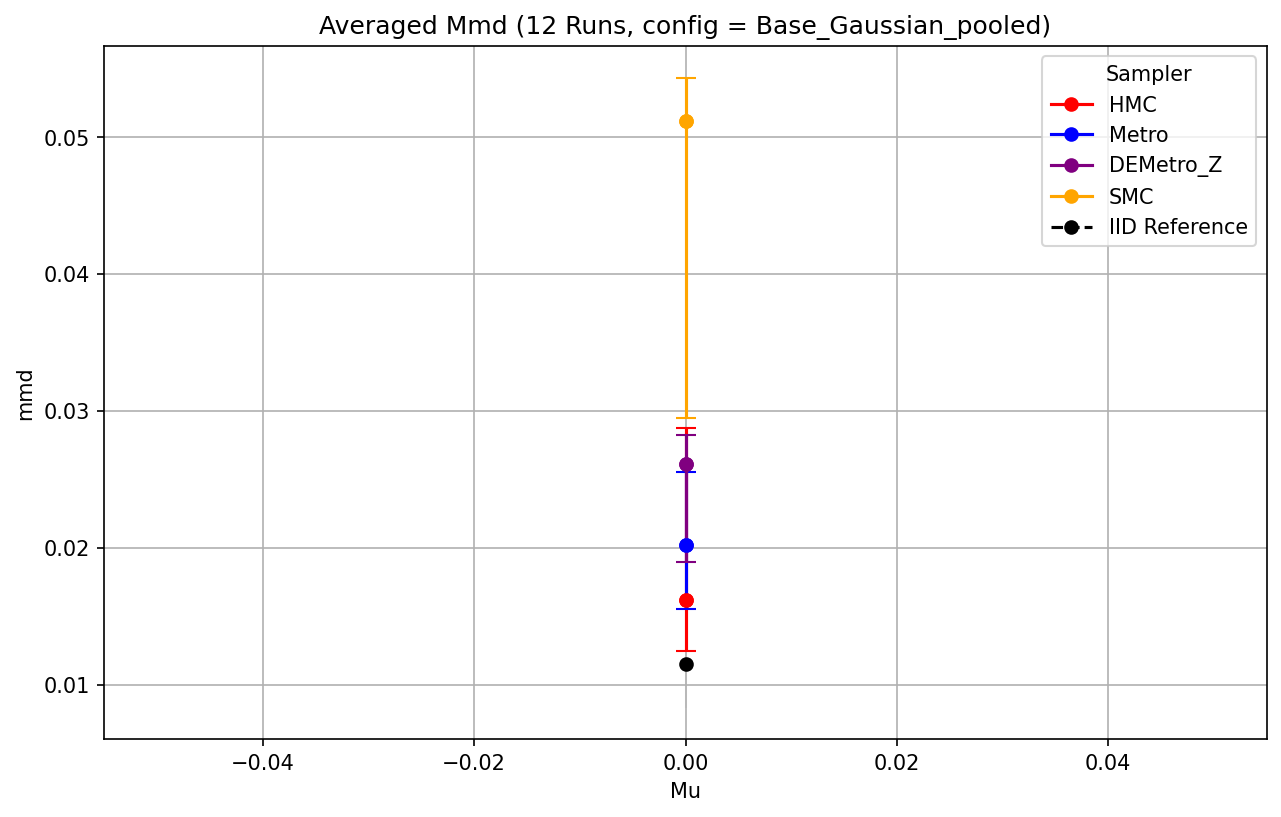 Averaged Mmd (12 Runs, config = Base_Gaussian_pooled)
Sampler
HMC
Metro
DEMetro_Z
SMC
IID Reference
mmd
0.05
0.04
0.03
0.02
0.01
−0.04
−0.02
0.00
0.02
0.04
Mu